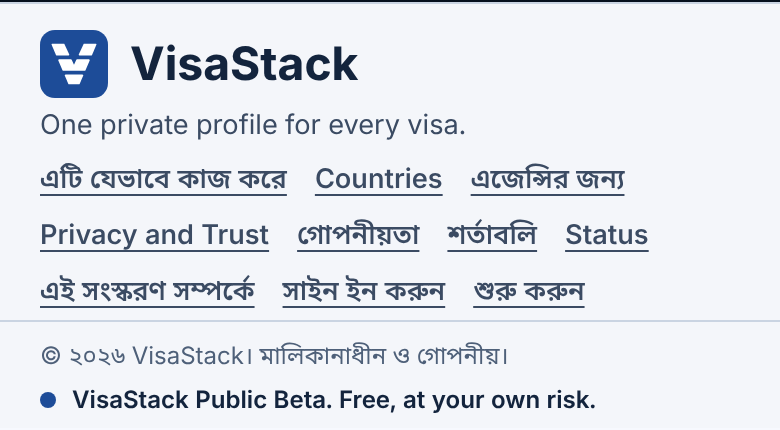 VisaStack
One private profile for every visa.
এটি যেভাবে কাজ করে Countries এজেন্সির জন্য
Privacy and Trust গোপনীয়তা শর্তাবলি Status
এই সংস্করণ সম্পর্কে সাইন ইন করুন শুরু করুন
© ২০২৬ VisaStack। মালিকানাধীন ও গোপনীয়।
VisaStack Public Beta. Free, at your own risk.